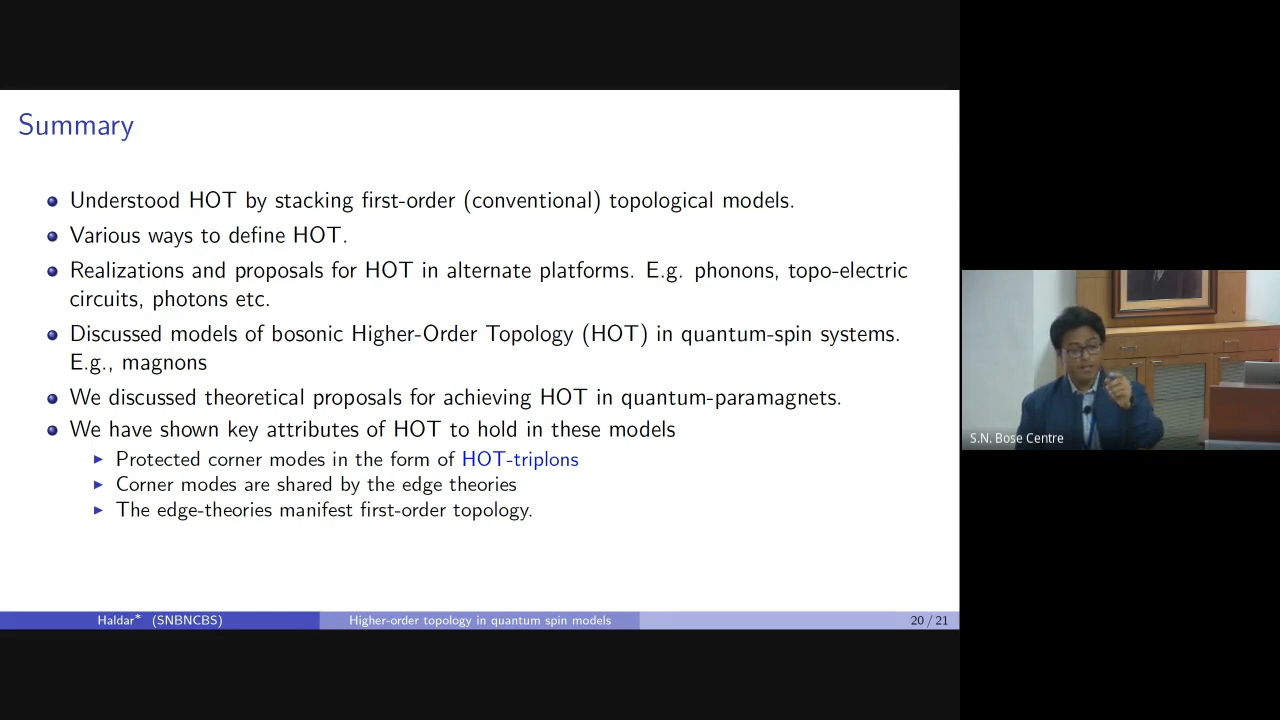 Summary
Understood HOT by stacking first-order (conventional) topological models.
Various ways to define HOT.
Realizations and proposals for HOT in alternate platforms. E.g. phonons, topo-electric
circuits, photons etc.
Discussed models of bosonic Higher-Order Topology (HOT) in quantum-spin systems.
E.g., magnons
We discussed theoretical proposals for achieving HOT in quantum-paramagnets.
We have shown key attributes of HOT to hold in these models
Protected corner modes in the form of HOT-triplons
Corner modes are shared by the edge theories
The edge-theories manifest first-order topology.
Haldar* (SNBNCBS)
Higher-order topology in quantum spin models
20 / 21
S.N. Bose Centre